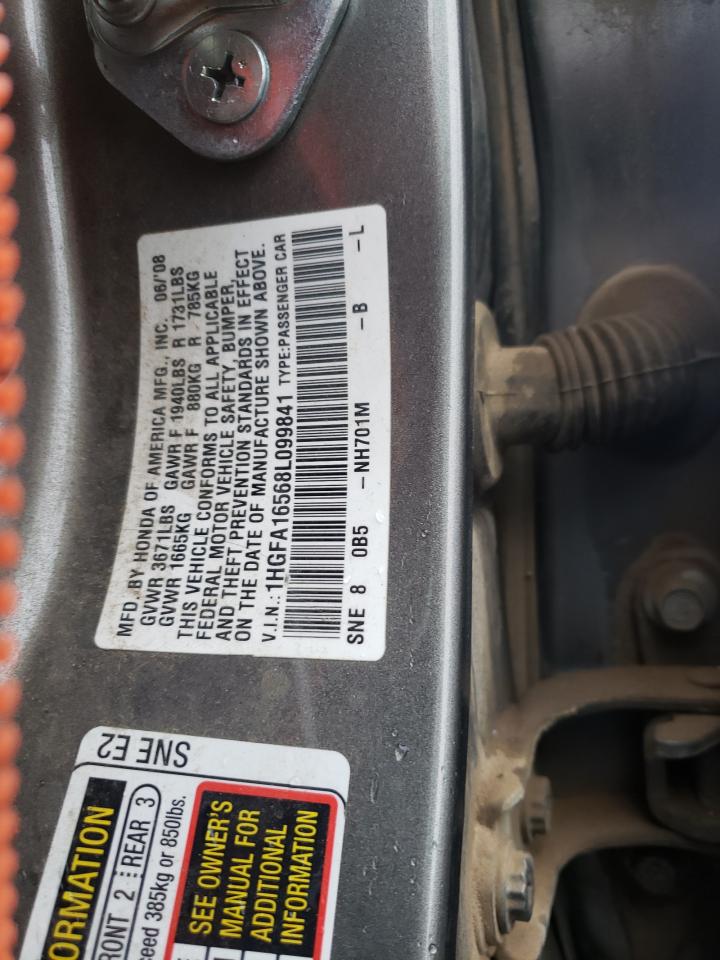 MFD. BY HONDA OF AMERICA MFG., INC. 06/'08
GVWR 3671LBS GAWR F 1940LBS R 1731LBS
GVWR 1665KG GAWR F 880KG R 785KG
THIS VEHICLE CONFORMS TO ALL APPLICABLE
FEDERAL MOTOR VEHICLE SAFETY, BUMPER,
AND THEFT PREVENTION STANDARDS IN EFFECT
ON THE DATE OF MANUFACTURE SHOWN ABOVE.
V.I.N.: 1HGFA16568L099841 TYPE:PASSENGER CAR
SNE 8 0B5 -NH701M -B -L
SNE E2
ORMATION
RONT 2 REAR 3
ceed 385kg or 850lbs.
SEE OWNER'S
MANUAL FOR
ADDITIONAL
INFORMATION